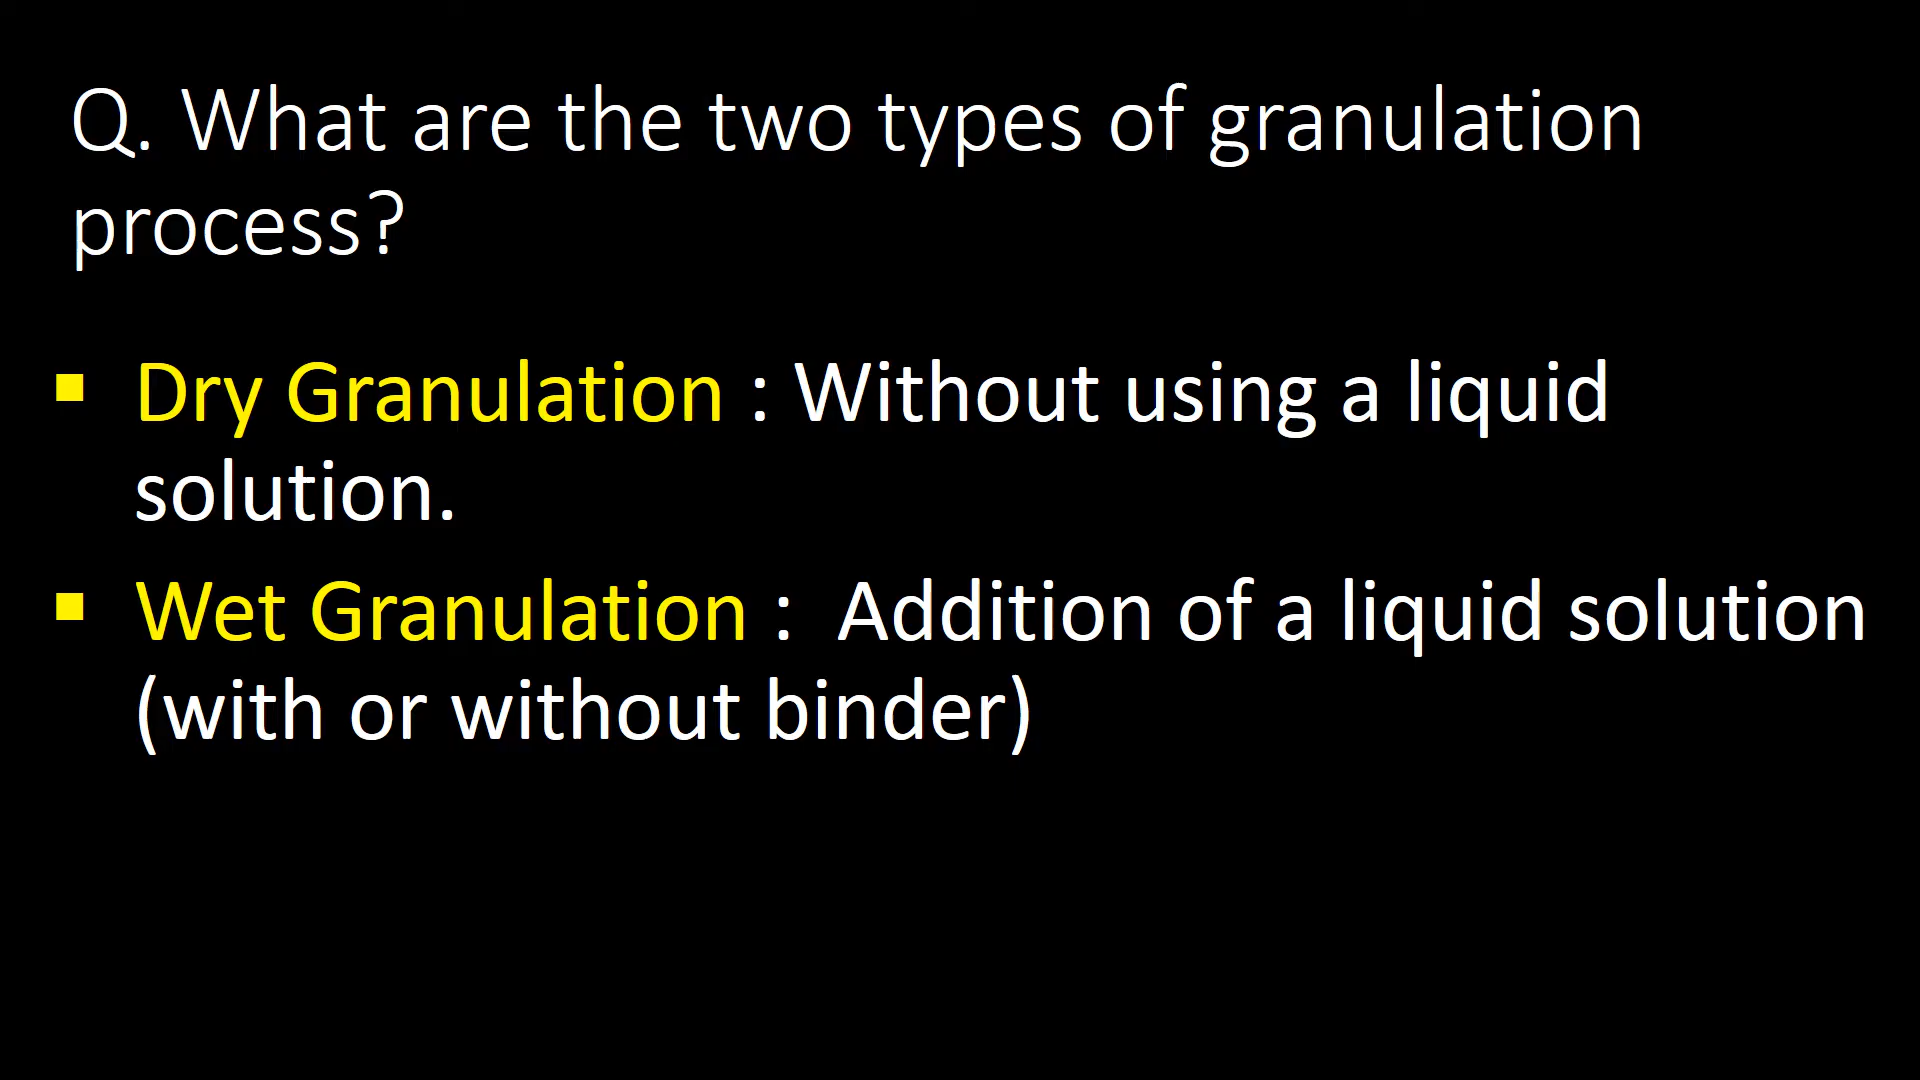 Q. What are the two types of granulation
process?
▪ Dry Granulation : Without using a liquid
solution.
▪ Wet Granulation :  Addition of a liquid solution
(with or without binder)